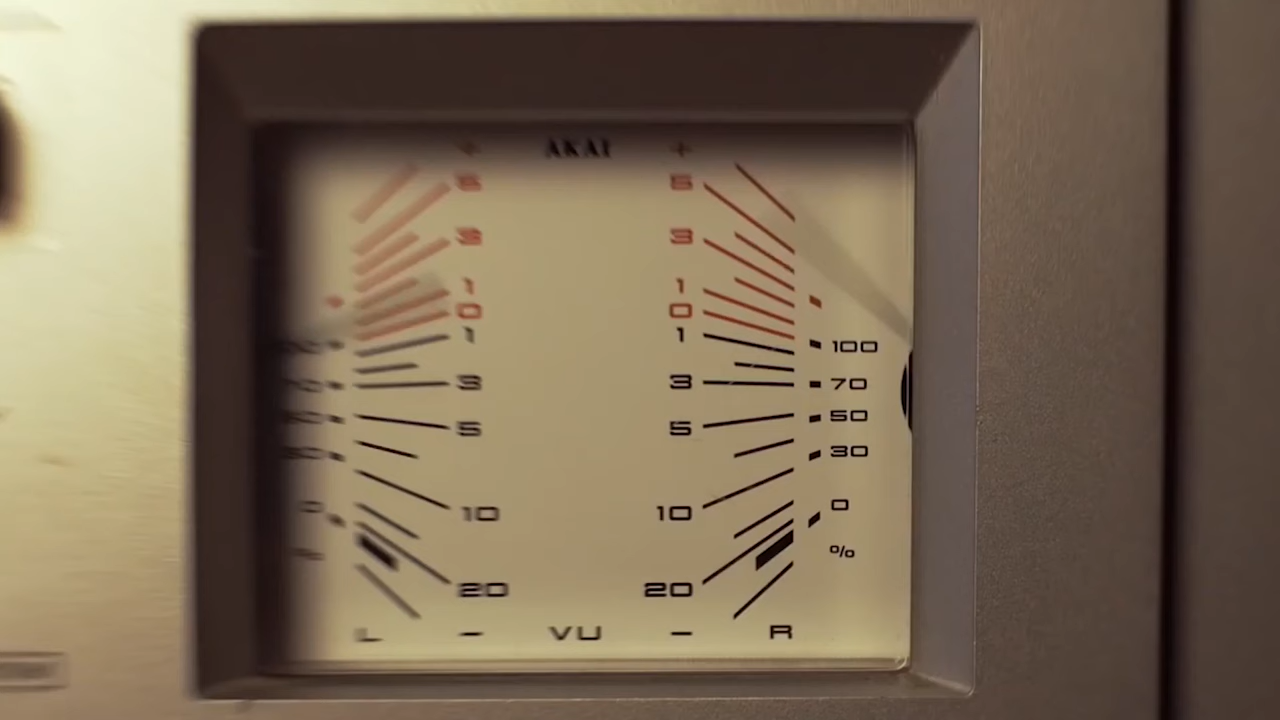 + AKAI +
5 5
3 3
1 1
0 0
1 1 100
3 3 70
5 5 50
30
10 10 0
%
20 20
L - VU - R